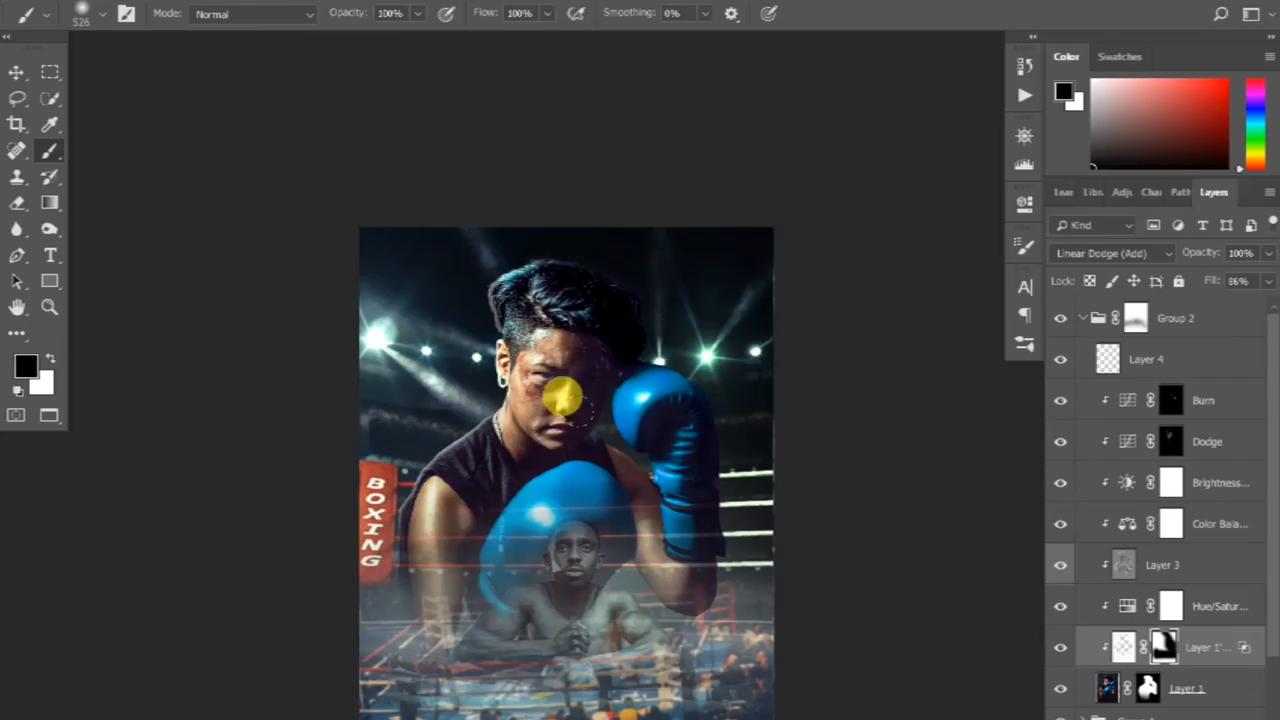 526 Mode: Normal Opacity: 100% Flow: 100% Smoothing: 0%
Color Swatches
Lear Libr Adju Cha Path Layers
Kind
Linear Dodge (Add) Opacity: 100%
Lock: Fill: 86%
Group 2
Layer 4
Burn
Dodge
Brightness...
Color Bala...
Layer 3
Hue/Satur...
Layer 1'...
Layer 1
BOXING